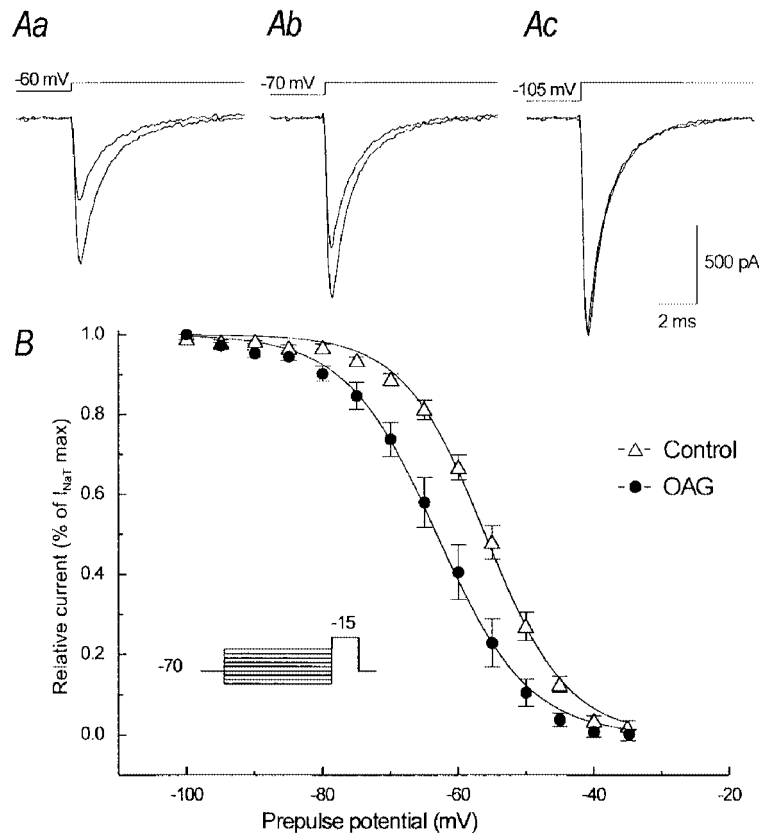 Aa
Ab
Ac
-60 mV
-70 mV
-105 mV
500 pA
2 ms
B
1.0
0.8
0.6
0.4
0.2
0.0
Relative current (% of I_NaT max)
Control
OAG
-15
-70
-100
-80
-60
-40
-20
Prepulse potential (mV)